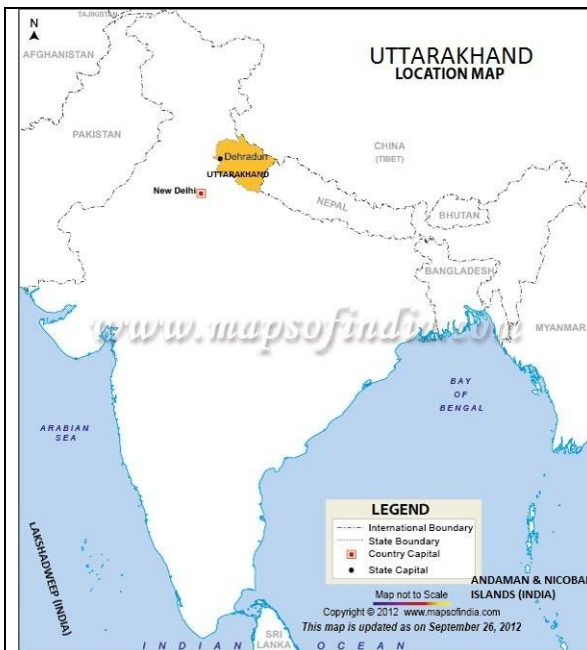 N
TAJIKISTAN
AFGHANISTAN
UTTARAKHAND
LOCATION MAP
PAKISTAN
CHINA
(TIBET)
Dehradun
UTTARAKHAND
New Delhi
NEPAL
BHUTAN
BANGLADESH
www.mapsofindia.com
MYANMAR
BAY
OF
BENGAL
ARABIAN
SEA
LEGEND
International Boundary
State Boundary
Country Capital
State Capital
LAKSHADWEEP (INDIA)
ANDAMAN & NICOBAR
ISLANDS (INDIA)
Map not to Scale
Copyright © 2012 www.mapsofindia.com
This map is updated as on September 26, 2012
SRI
LANKA
INDIAN OCEAN